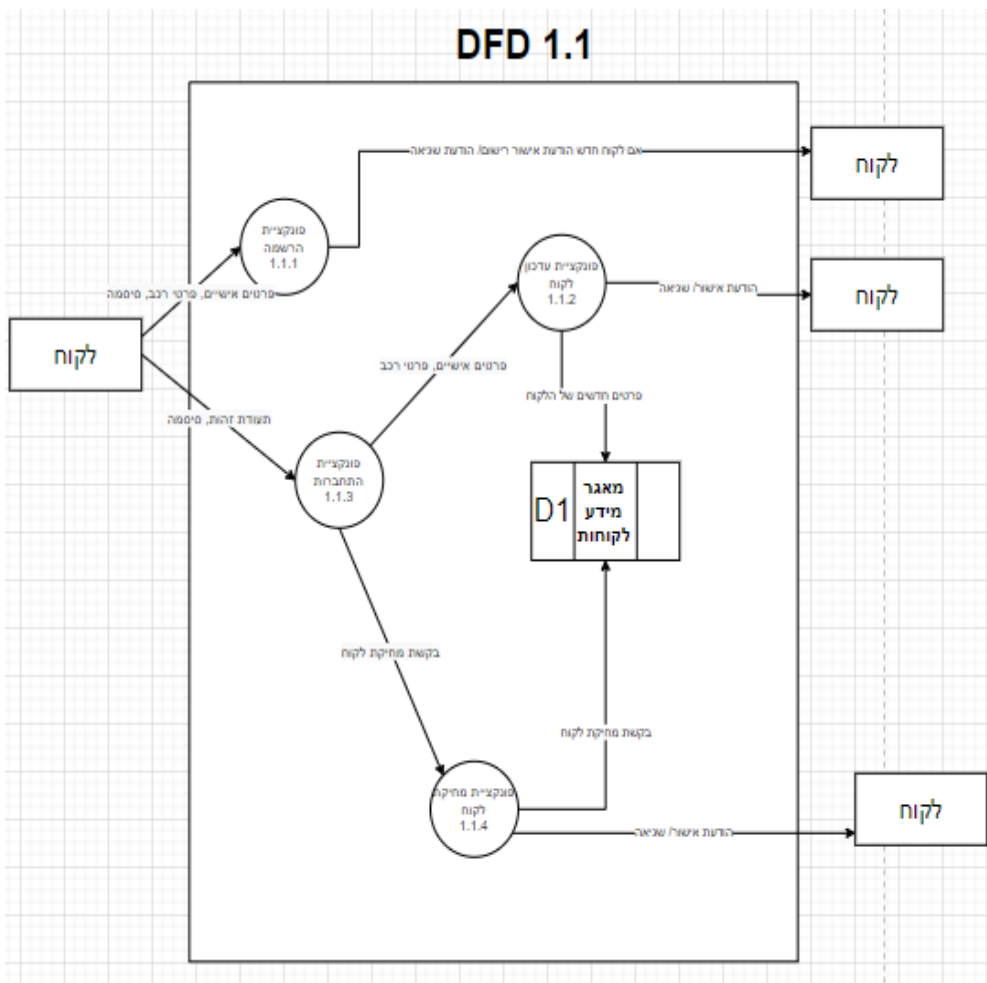 DFD 1.1
אם לקוח חדש הודעת אישור רישום/ הודעת שגיאה
לקוח
פונקציית
הרשמה
1.1.1
פונקציית עדכון
לקוח
1.1.2
הודעת אישור/ שגיאה
לקוח
פרטים אישיים, פרטי רכב, סיסמה
לקוח
פרטים אישיים, פרטי רכב
פרטים חדשים של הלקוח
תעודת זהות, סיסמה
פונקציית
התחברות
1.1.3
D1
מאגר
מידע
לקוחות
בקשת מחיקת לקוח
בקשת מחיקת לקוח
פונקציית מחיקת
לקוח
1.1.4
הודעת אישור/ שגיאה
לקוח